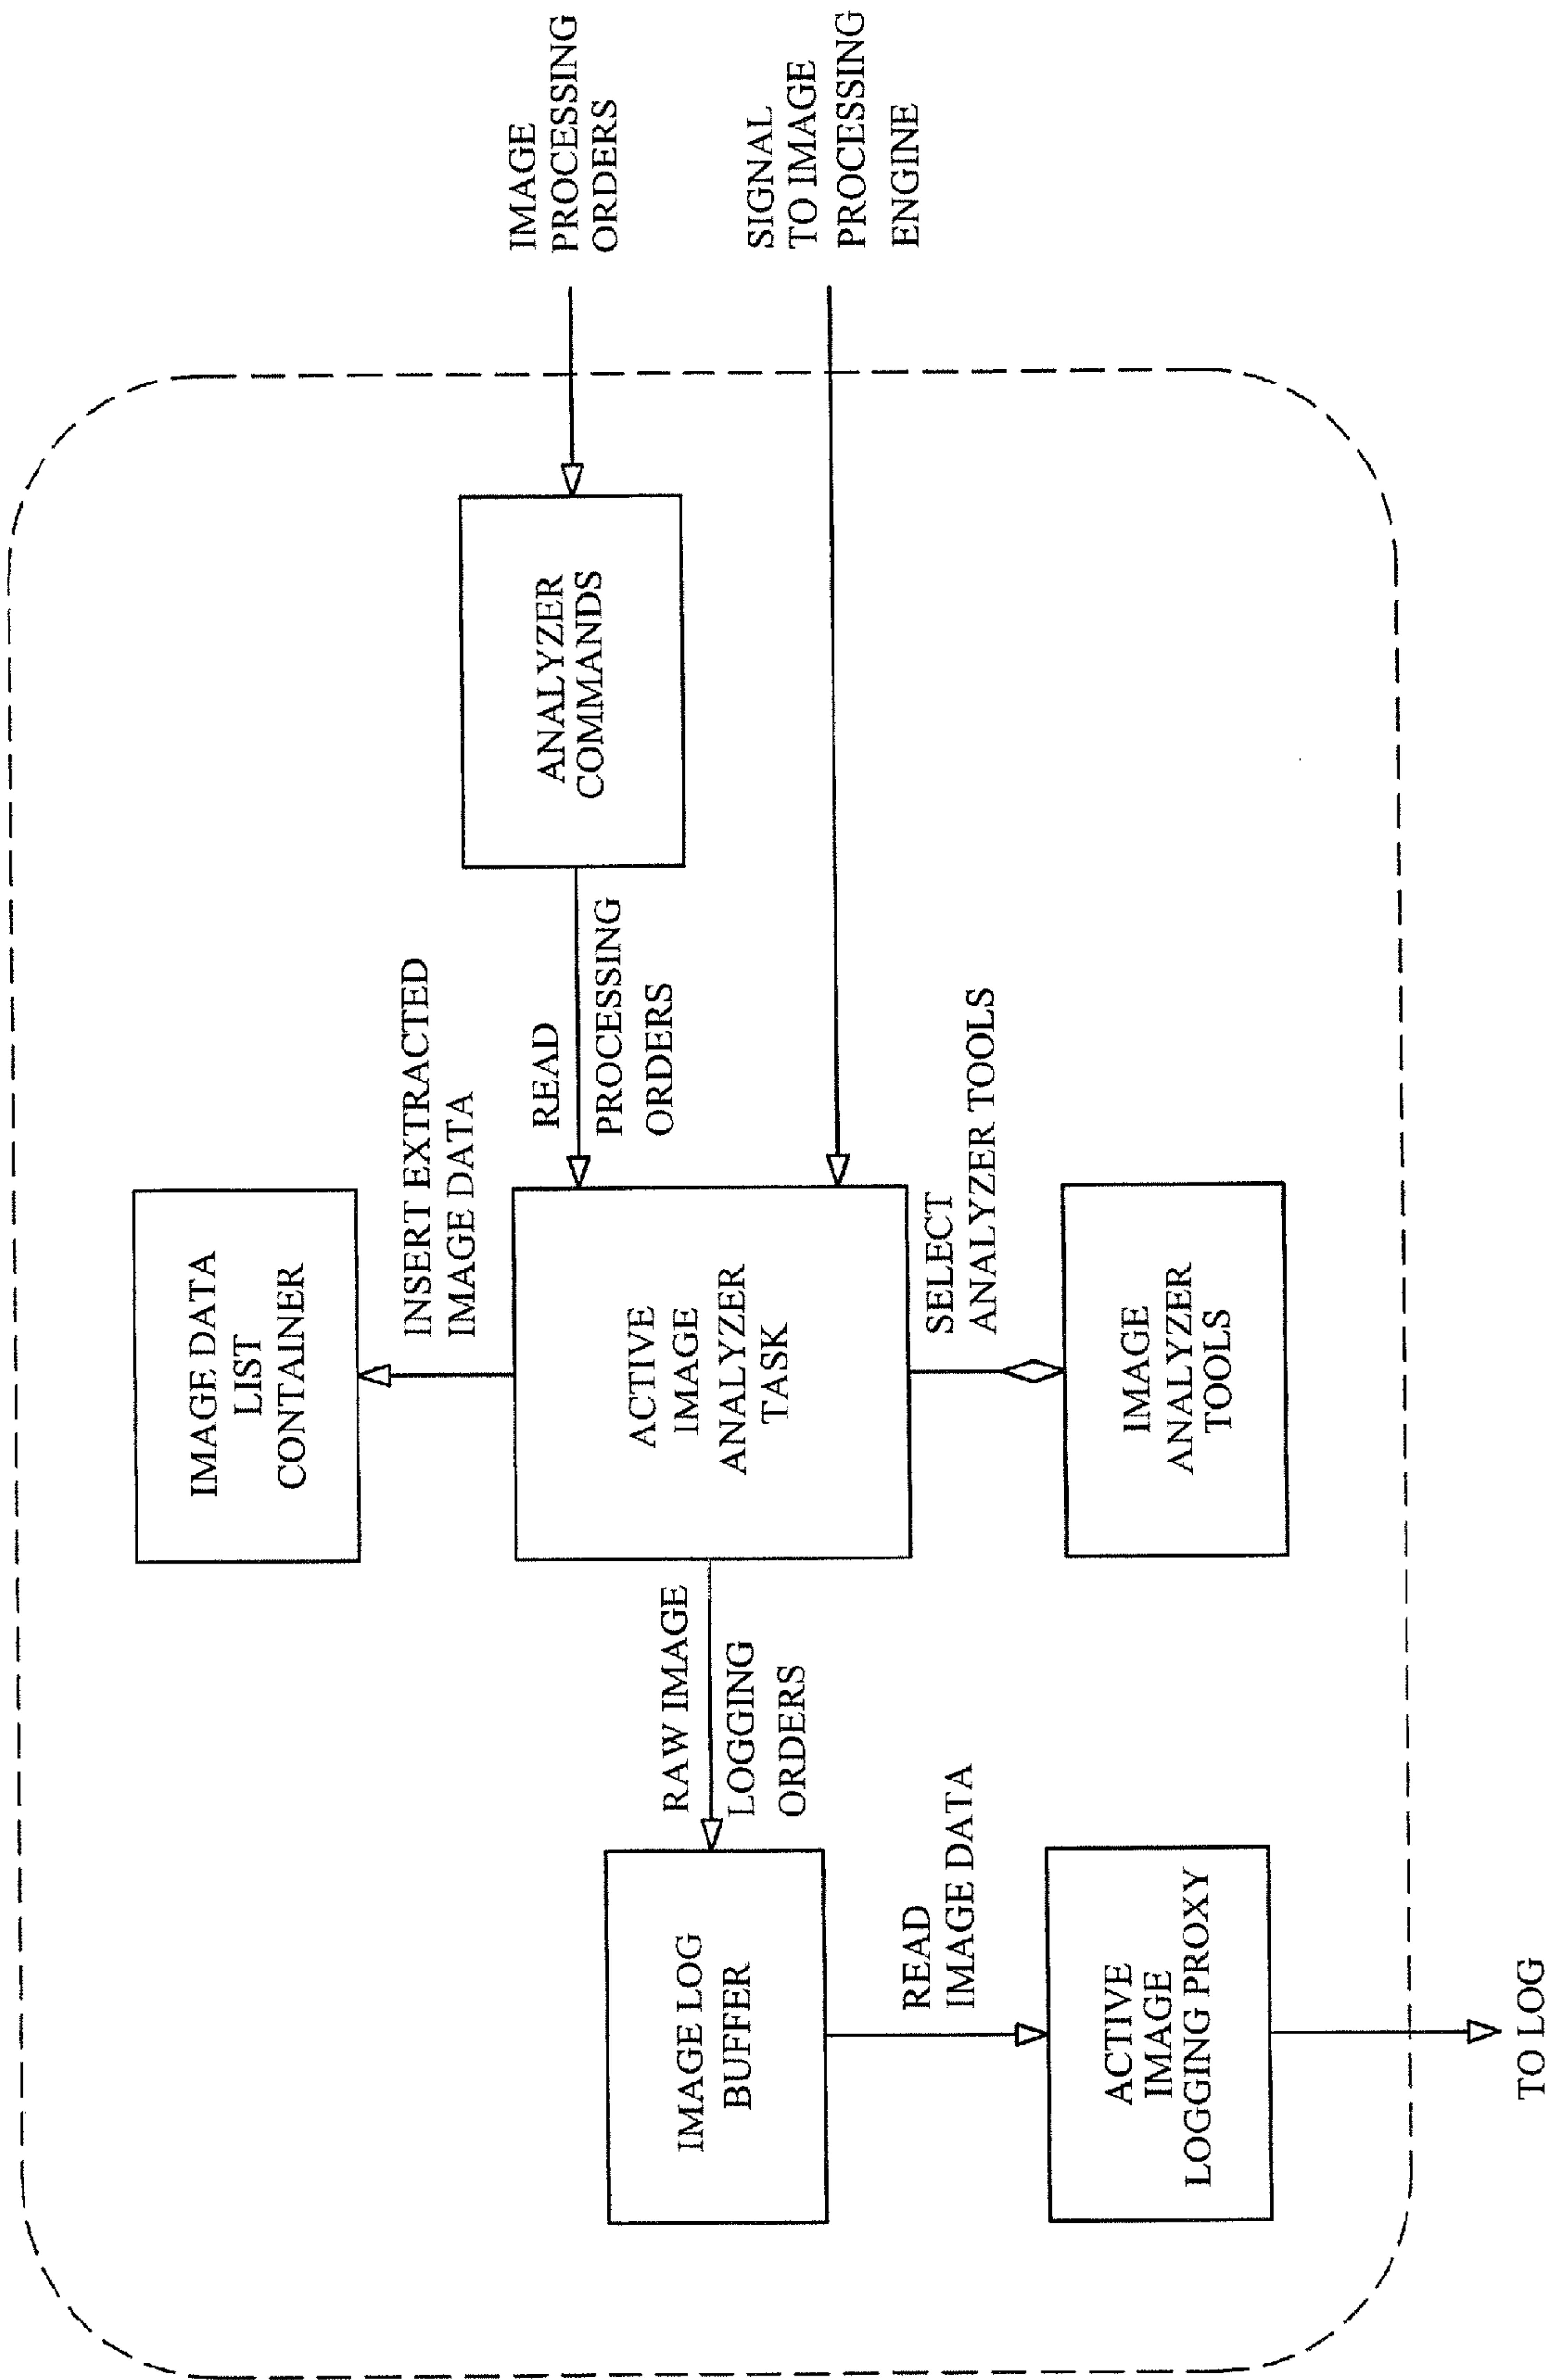 IMAGE DATA
LIST
CONTAINER
INSERT EXTRACTED
IMAGE DATA
IMAGE
PROCESSING
ORDERS
READ
PROCESSING
ORDERS
ANALYZER
COMMANDS
ACTIVE
IMAGE
ANALYZER
TASK
RAW IMAGE
LOGGING
ORDERS
IMAGE LOG
BUFFER
SIGNAL
TO IMAGE
PROCESSING
ENGINE
READ
IMAGE DATA
SELECT
ANALYZER TOOLS
ACTIVE
IMAGE
LOGGING PROXY
IMAGE
ANALYZER
TOOLS
TO LOG